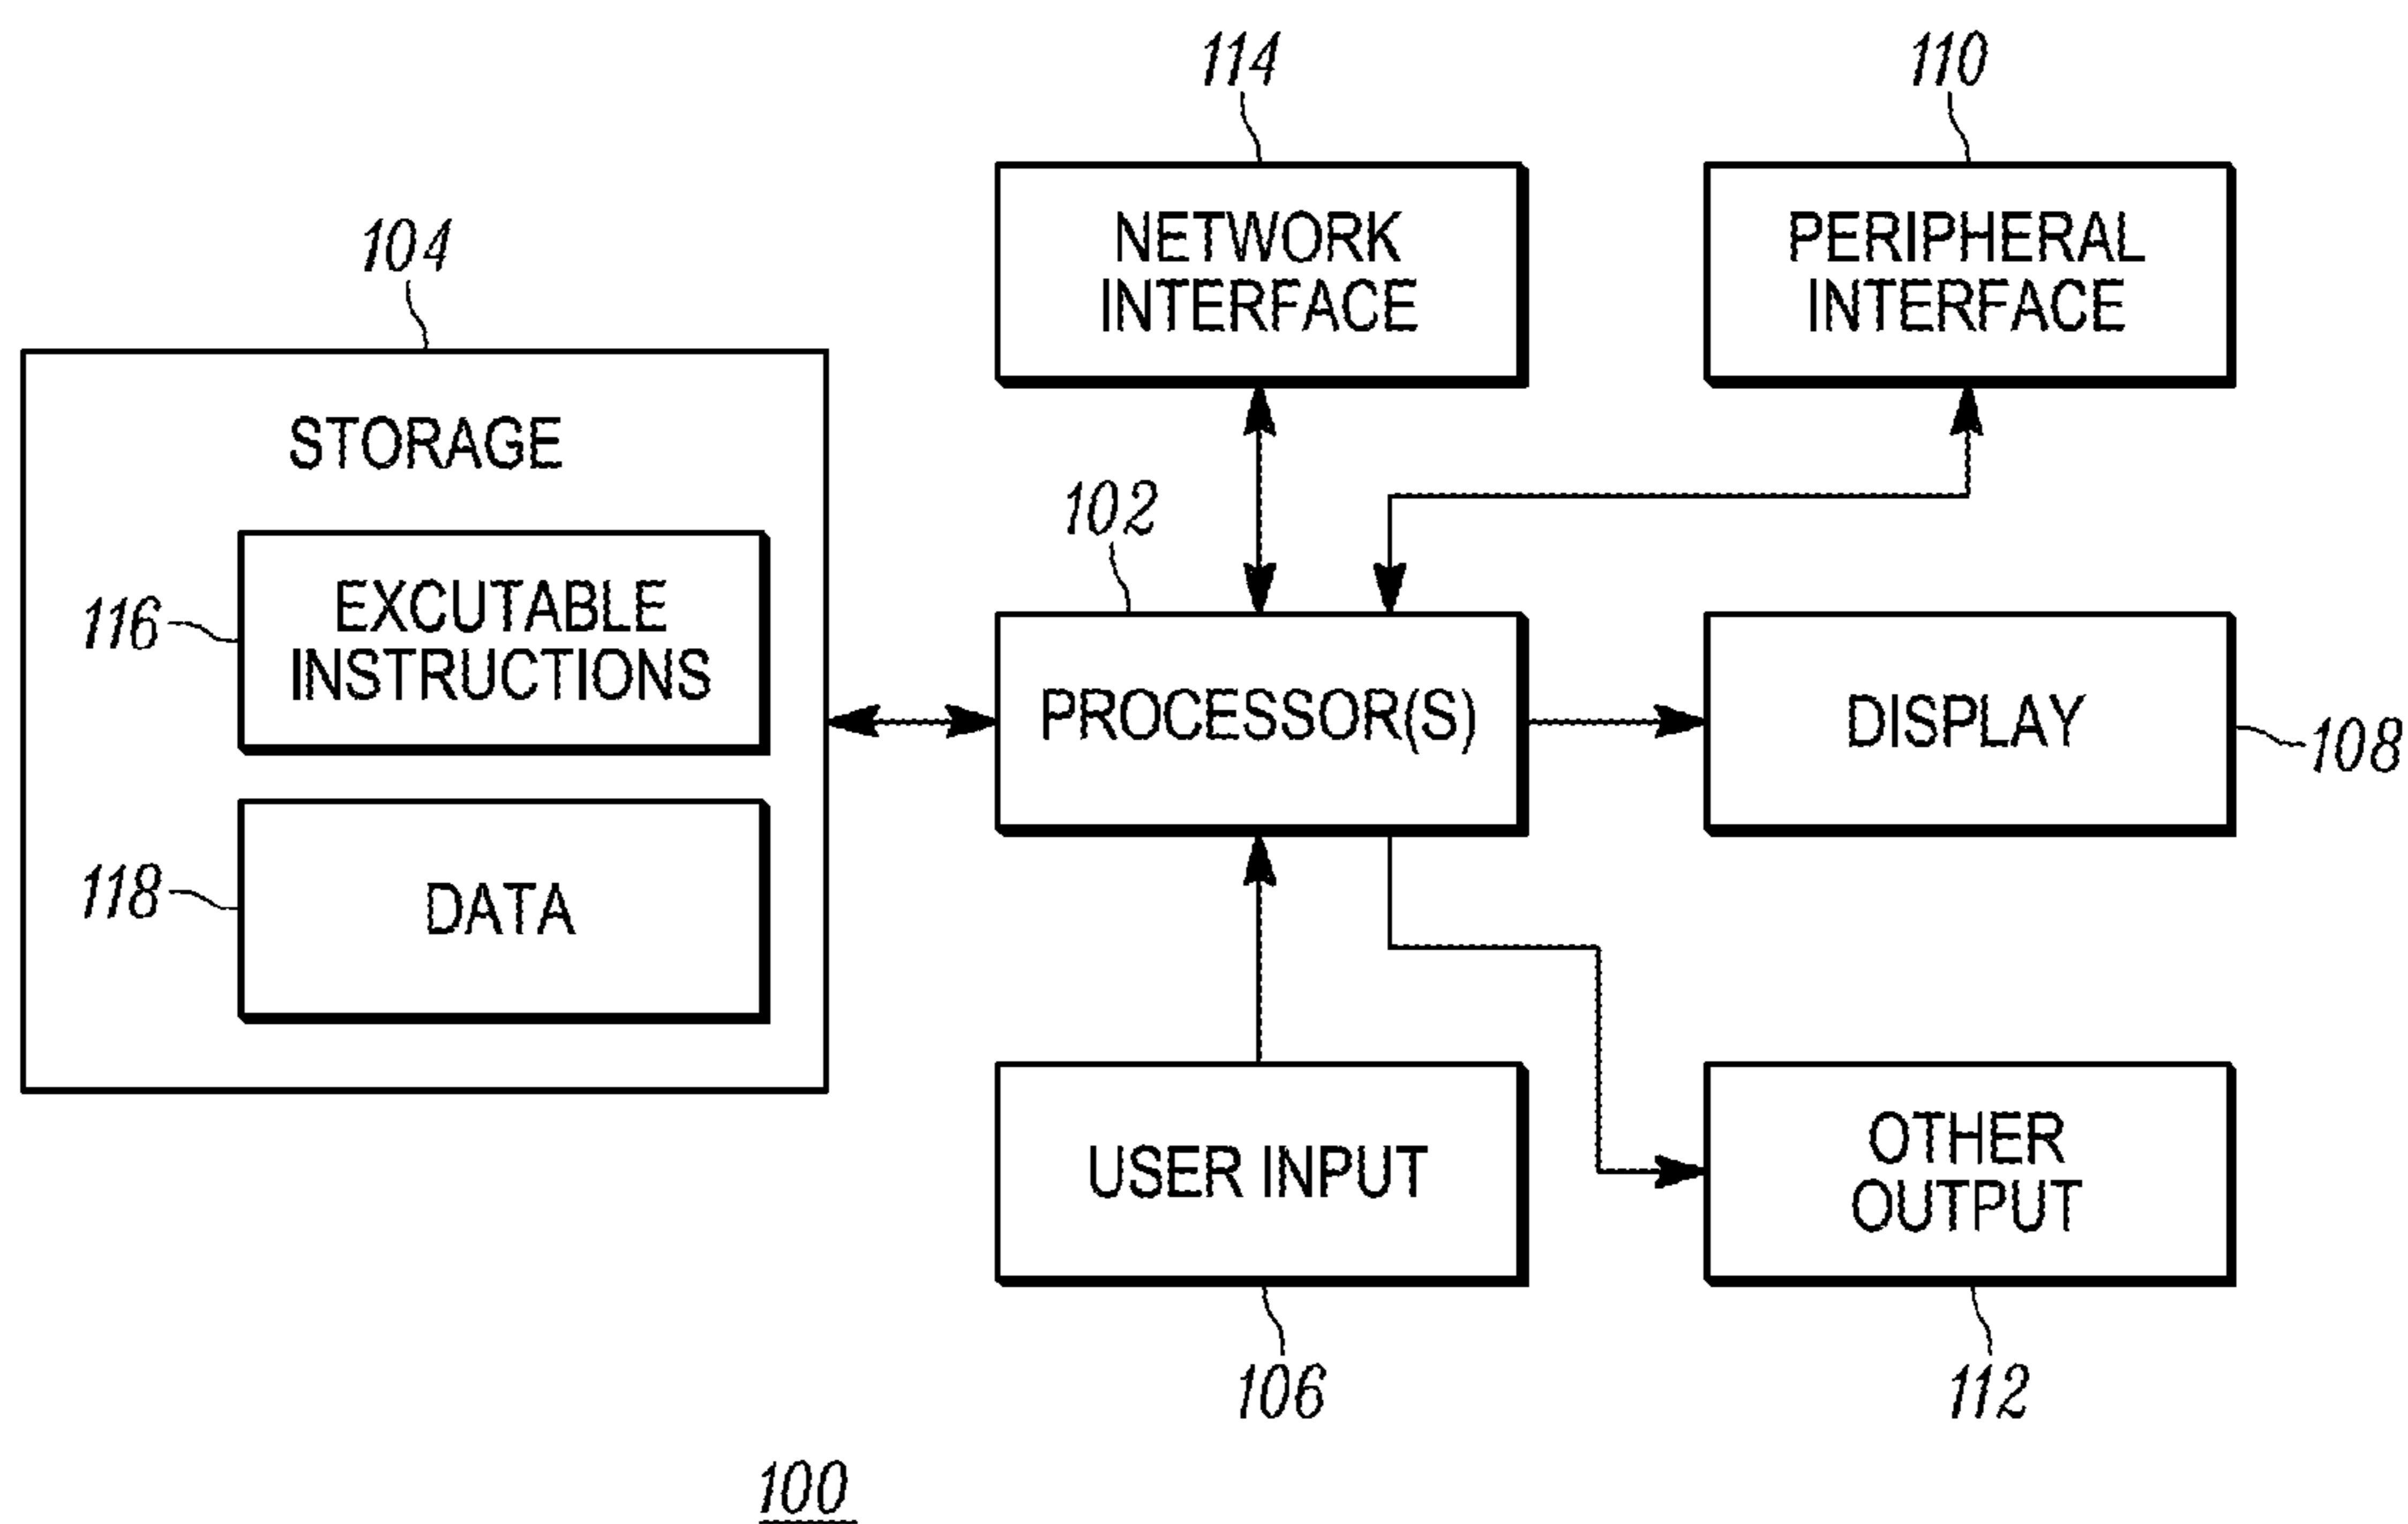 114
110
NETWORK
INTERFACE
PERIPHERAL
INTERFACE
104
STORAGE
102
116
EXCUTABLE
INSTRUCTIONS
PROCESSOR(S)
DISPLAY
108
118
DATA
USER INPUT
OTHER
OUTPUT
106
112
100